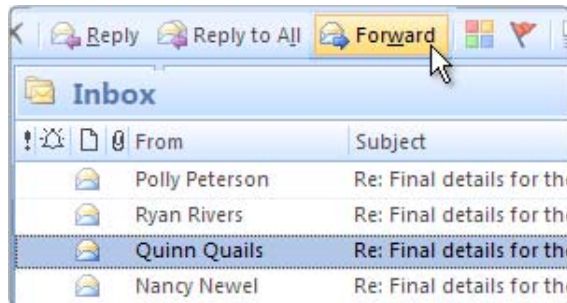 Reply Reply to All Forward
Inbox
! From Subject
Polly Peterson Re: Final details for the
Ryan Rivers Re: Final details for the
Quinn Quails Re: Final details for the
Nancy Newel Re: Final details for the